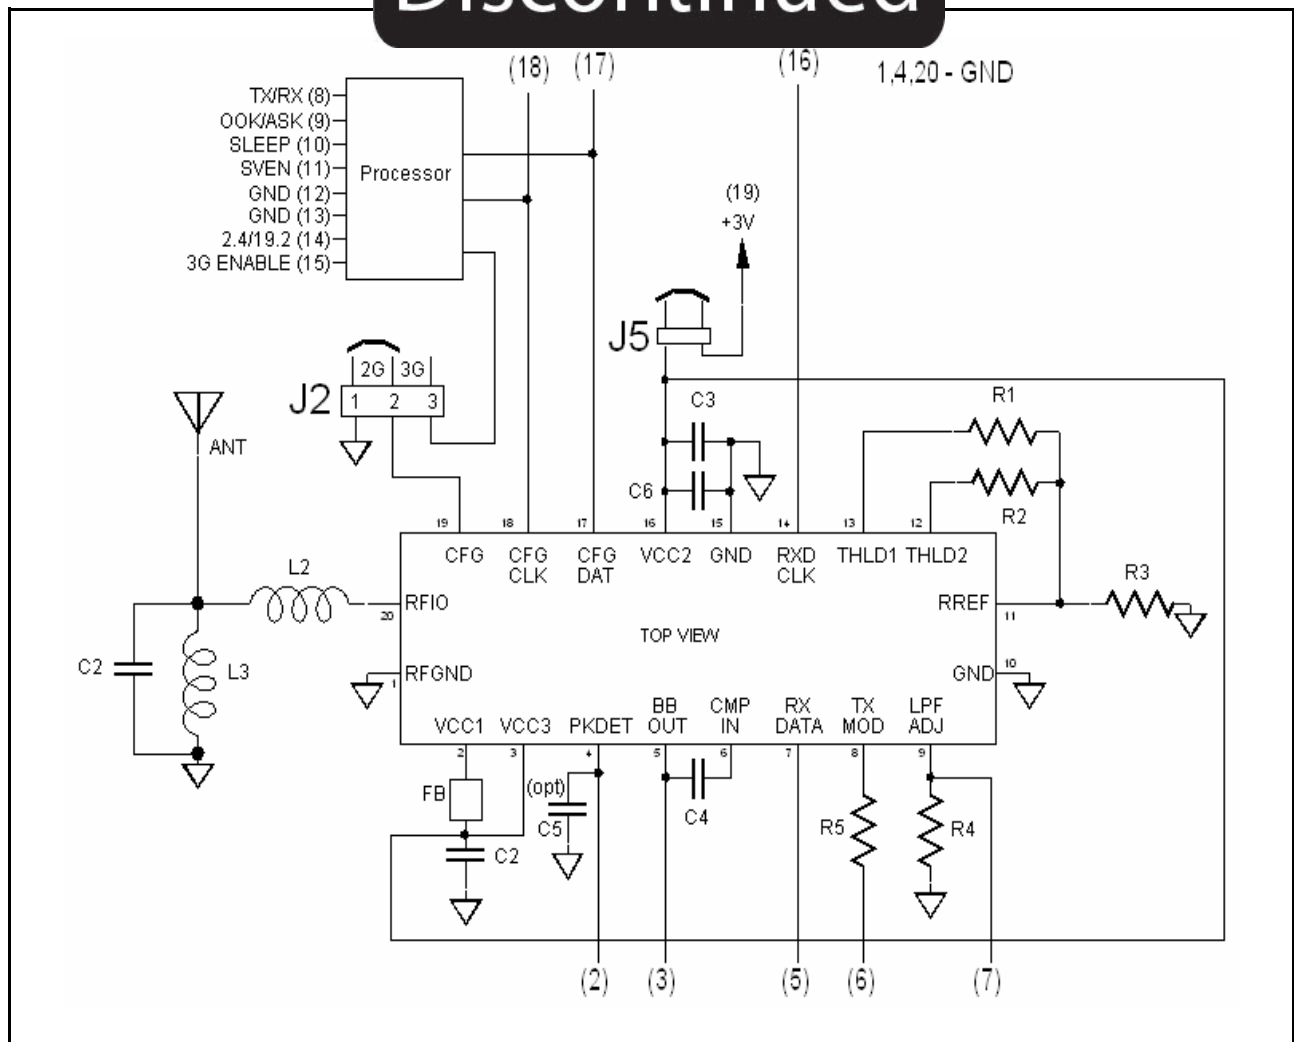 Discontinued
(18) (17) (16) 1,4,20 - GND
TX/RX (8)
OOK/ASK (9)
SLEEP (10)
SVEN (11)
GND (12)
GND (13)
2.4/19.2 (14)
3G ENABLE (15)
Processor
(19)
+3V
J5
2G 3G
J2 1 2 3
ANT
C3
C6
R1
R2
R3
L2
L3
C2
19 18 17 16 15 14 13 12
CFG CFG CLK CFG DAT VCC2 GND RXD CLK THLD1 THLD2
RFIO
20
RREF
11
TOP VIEW
RFGND
1
GND
10
VCC1 VCC3 PKDET BB OUT CMP IN RX DATA TX MOD LPF ADJ
2 3 4 5 6 7 8 9
FB
(opt)
C5
C4
R5
R4
C2
(2) (3) (5) (6) (7)